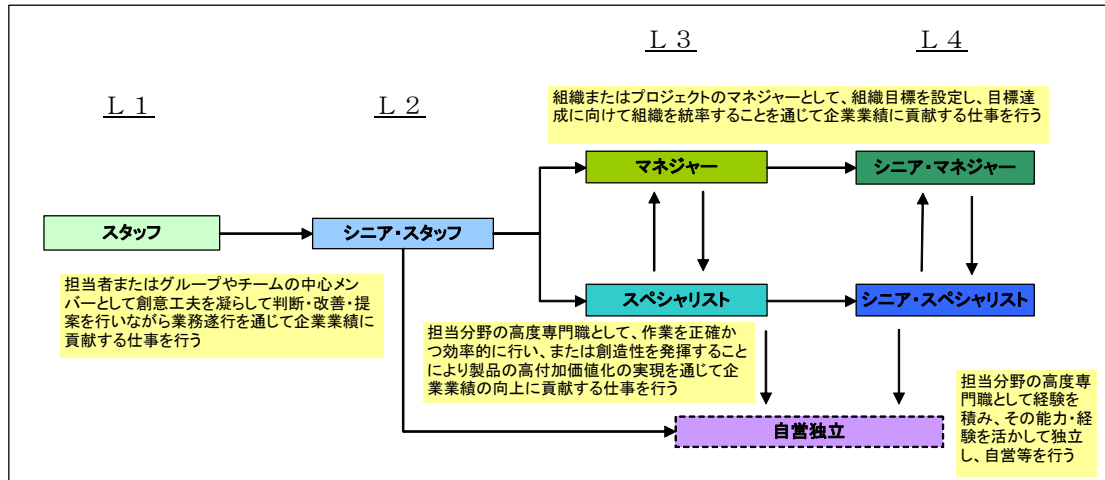 L3
L4
L1
L2
組織またはプロジェクトのマネジャーとして、組織目標を設定し、目標達
成に向けて組織を統率することを通じて企業業績に貢献する仕事を行う
マネジャー
シニア・マネジャー
スタッフ
シニア・スタッフ
担当者またはグループやチームの中心メン
バーとして創意工夫を凝らして判断・改善・提
案を行いながら業務遂行を通じて企業業績に
貢献する仕事を行う
スペシャリスト
シニア・スペシャリスト
担当分野の高度専門職として、作業を正確か
つ効率的に行い、または創造性を発揮すること
により製品の高付加価値化の実現を通じて企
業業績の向上に貢献する仕事を行う
担当分野の高度専
門職として経験を
積み、その能力・経
験を活かして独立
し、自営等を行う
自営独立